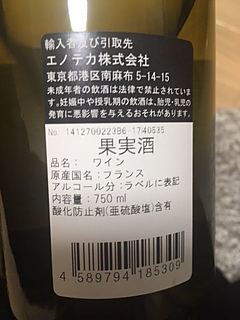 輸入者及び引取先
エノテカ株式会社
東京都港区南麻布 5-14-15
未成年者の飲酒は法律で禁止されていま
す。妊娠中や授乳期の飲酒は、胎児・乳児の
発育に悪影響を与えるおそれがあります。
No. 1412700223B6 -1740535
果実酒
品名: ワイン
原産国名:フランス
アルコール分:ラベルに表記
内容量:750 ml
酸化防止剤(亜硫酸塩)含有
4 589794 185309